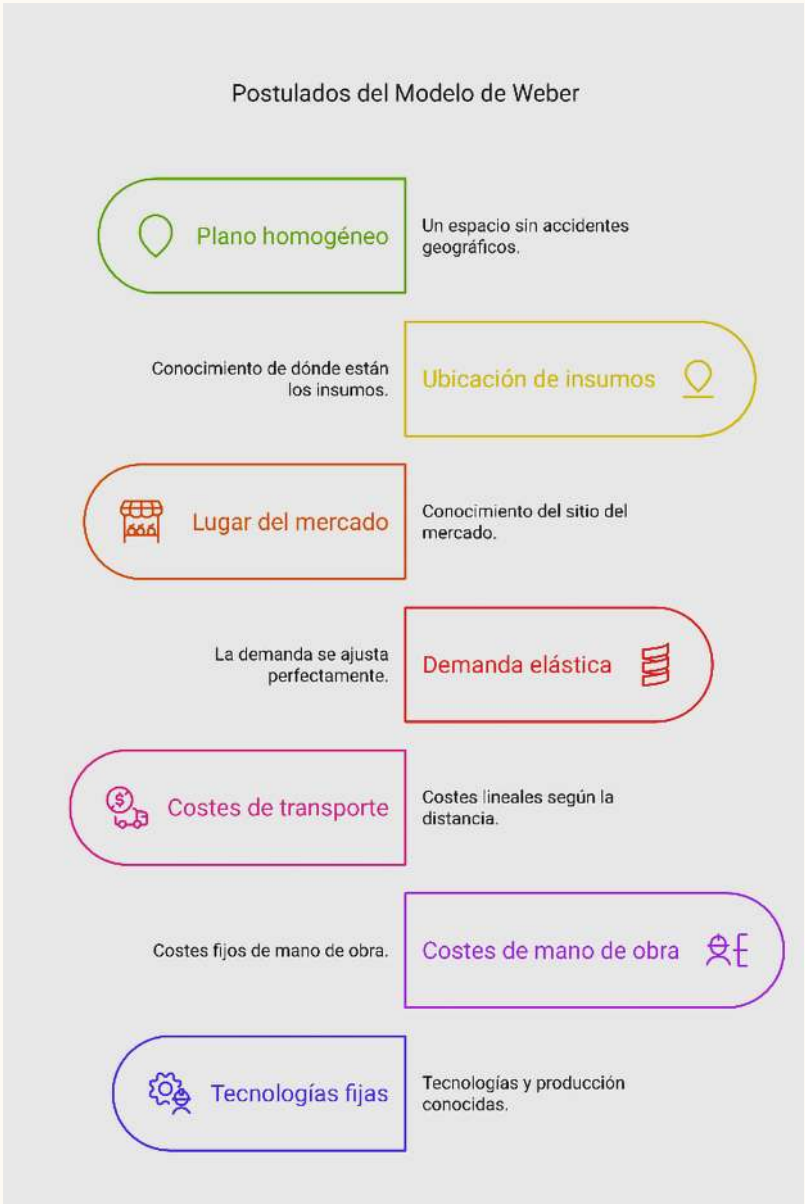 Postulados del Modelo de Weber
Plano homogéneo
Un espacio sin accidentes
geográficos.
Conocimiento de dónde están
los insumos.
Ubicación de insumos
Lugar del mercado
Conocimiento del sitio del
mercado.
La demanda se ajusta
perfectamente.
Demanda elástica
Costes de transporte
Costes lineales según la
distancia.
Costes fijos de mano de obra.
Costes de mano de obra
Tecnologías fijas
Tecnologías y producción
conocidas.